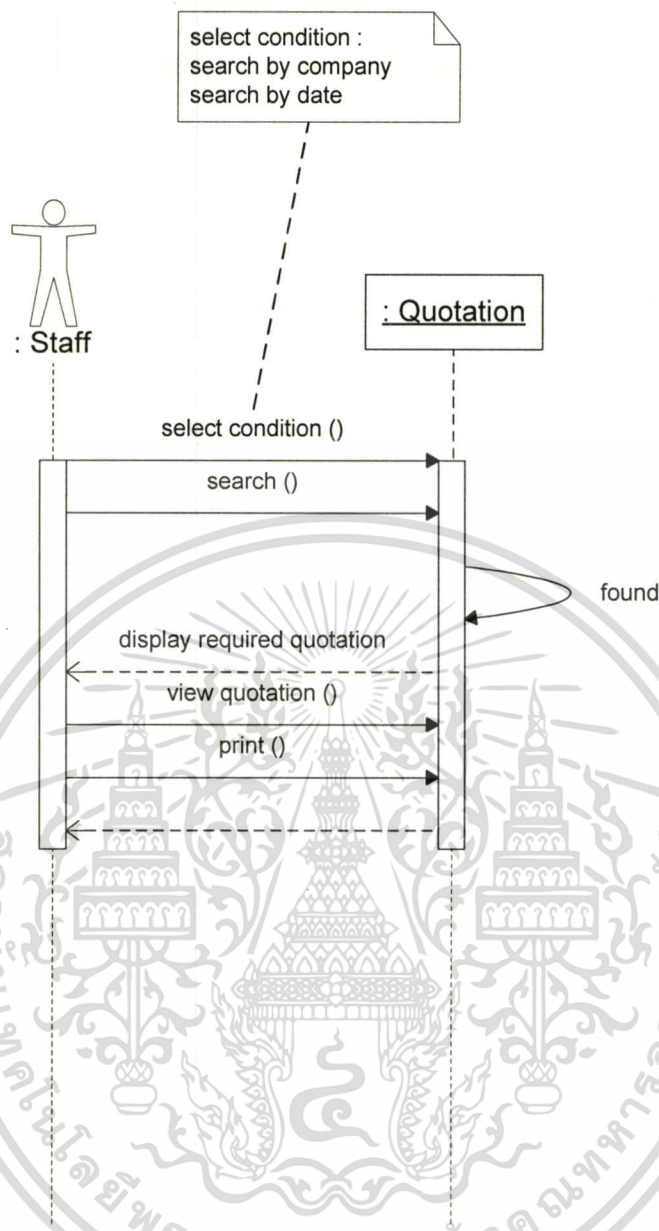 select condition :
search by company
search by date
: Staff
: Quotation
select condition ()
search ()
found
display required quotation
view quotation ()
print ()